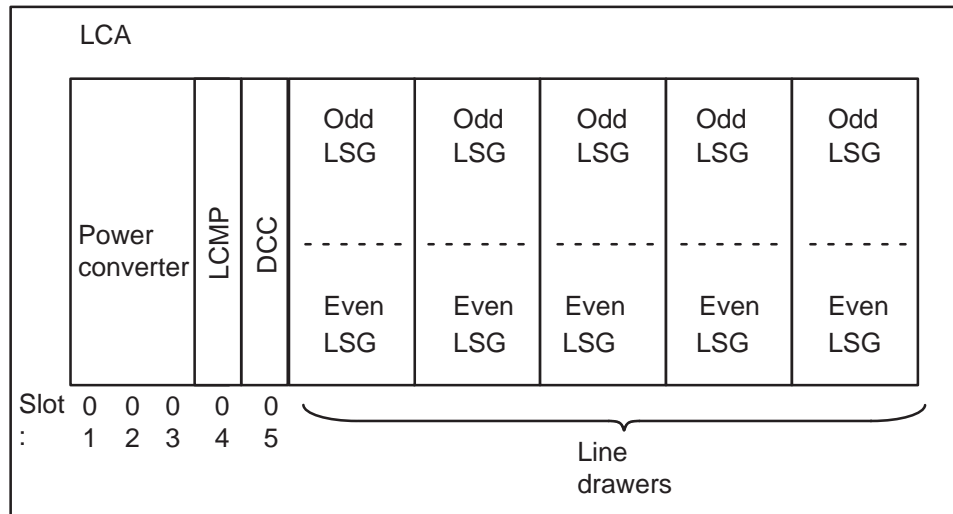 LCA
Odd Odd Odd Odd Odd
LSG LSG LSG LSG LSG
Power
converter
LCMP
DCC
Even Even Even Even Even
LSG LSG LSG LSG LSG
Slot 0 0 0 0 0
: 1 2 3 4 5
Line
drawers